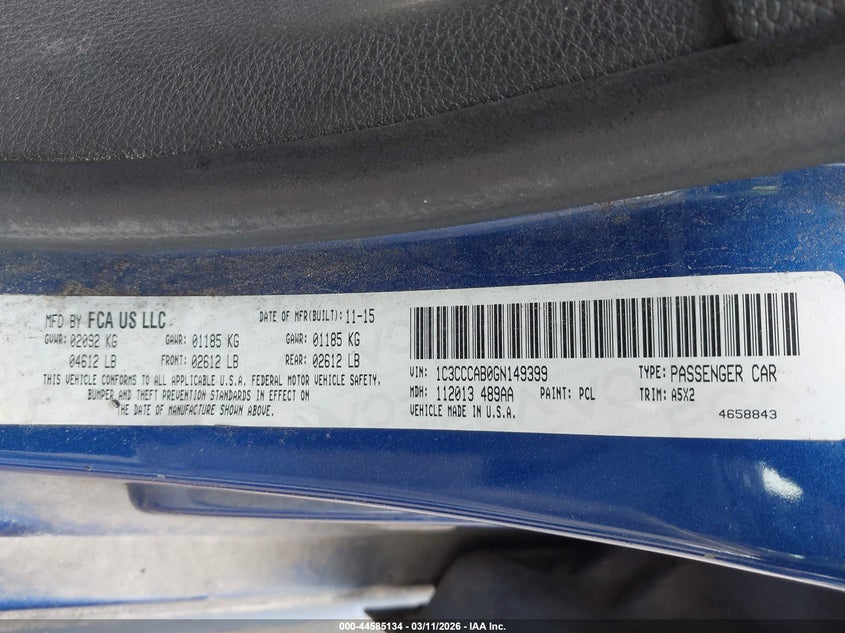 MFD BY FCA US LLC DATE OF MFR(BUILT): 11-15
GVWR: 02092 KG GAWR: 01185 KG GAWR: 01185 KG
04612 LB FRONT: 02612 LB REAR: 02612 LB
THIS VEHICLE CONFORMS TO ALL APPLICABLE U.S.A. FEDERAL MOTOR VEHICLE SAFETY,
BUMPER AND THEFT PREVENTION STANDARDS IN EFFECT ON
THE DATE OF MANUFACTURE SHOWN ABOVE.
VIN: 1C3CCCAB0GN149399 TYPE: PASSENGER CAR
MDH: 112013 489AA PAINT: PCL TRIM: A5X2
VEHICLE MADE IN U.S.A. 4658843
000-44585134 - 03/11/2026 - IAA Inc.